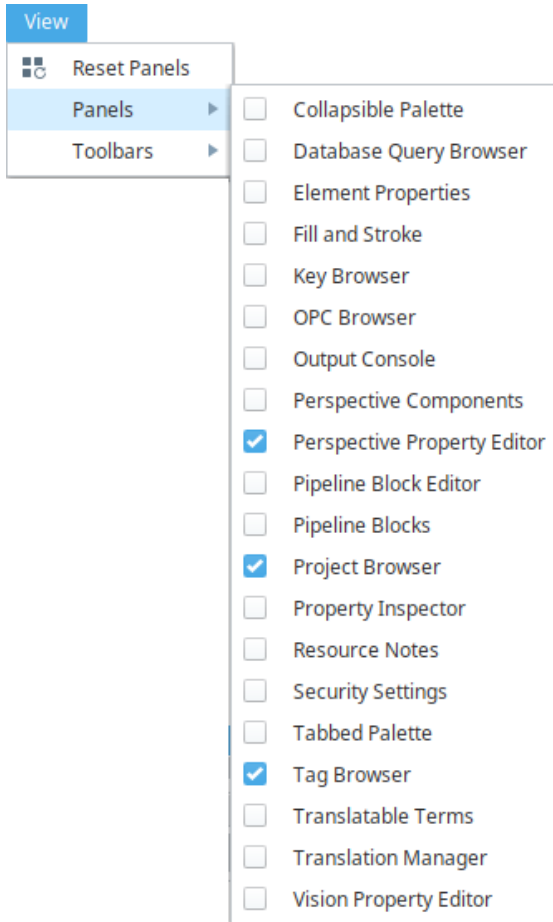 View
Reset Panels
Panels
Toolbars
Collapsible Palette
Database Query Browser
Element Properties
Fill and Stroke
Key Browser
OPC Browser
Output Console
Perspective Components
Perspective Property Editor
Pipeline Block Editor
Pipeline Blocks
Project Browser
Property Inspector
Resource Notes
Security Settings
Tabbed Palette
Tag Browser
Translatable Terms
Translation Manager
Vision Property Editor